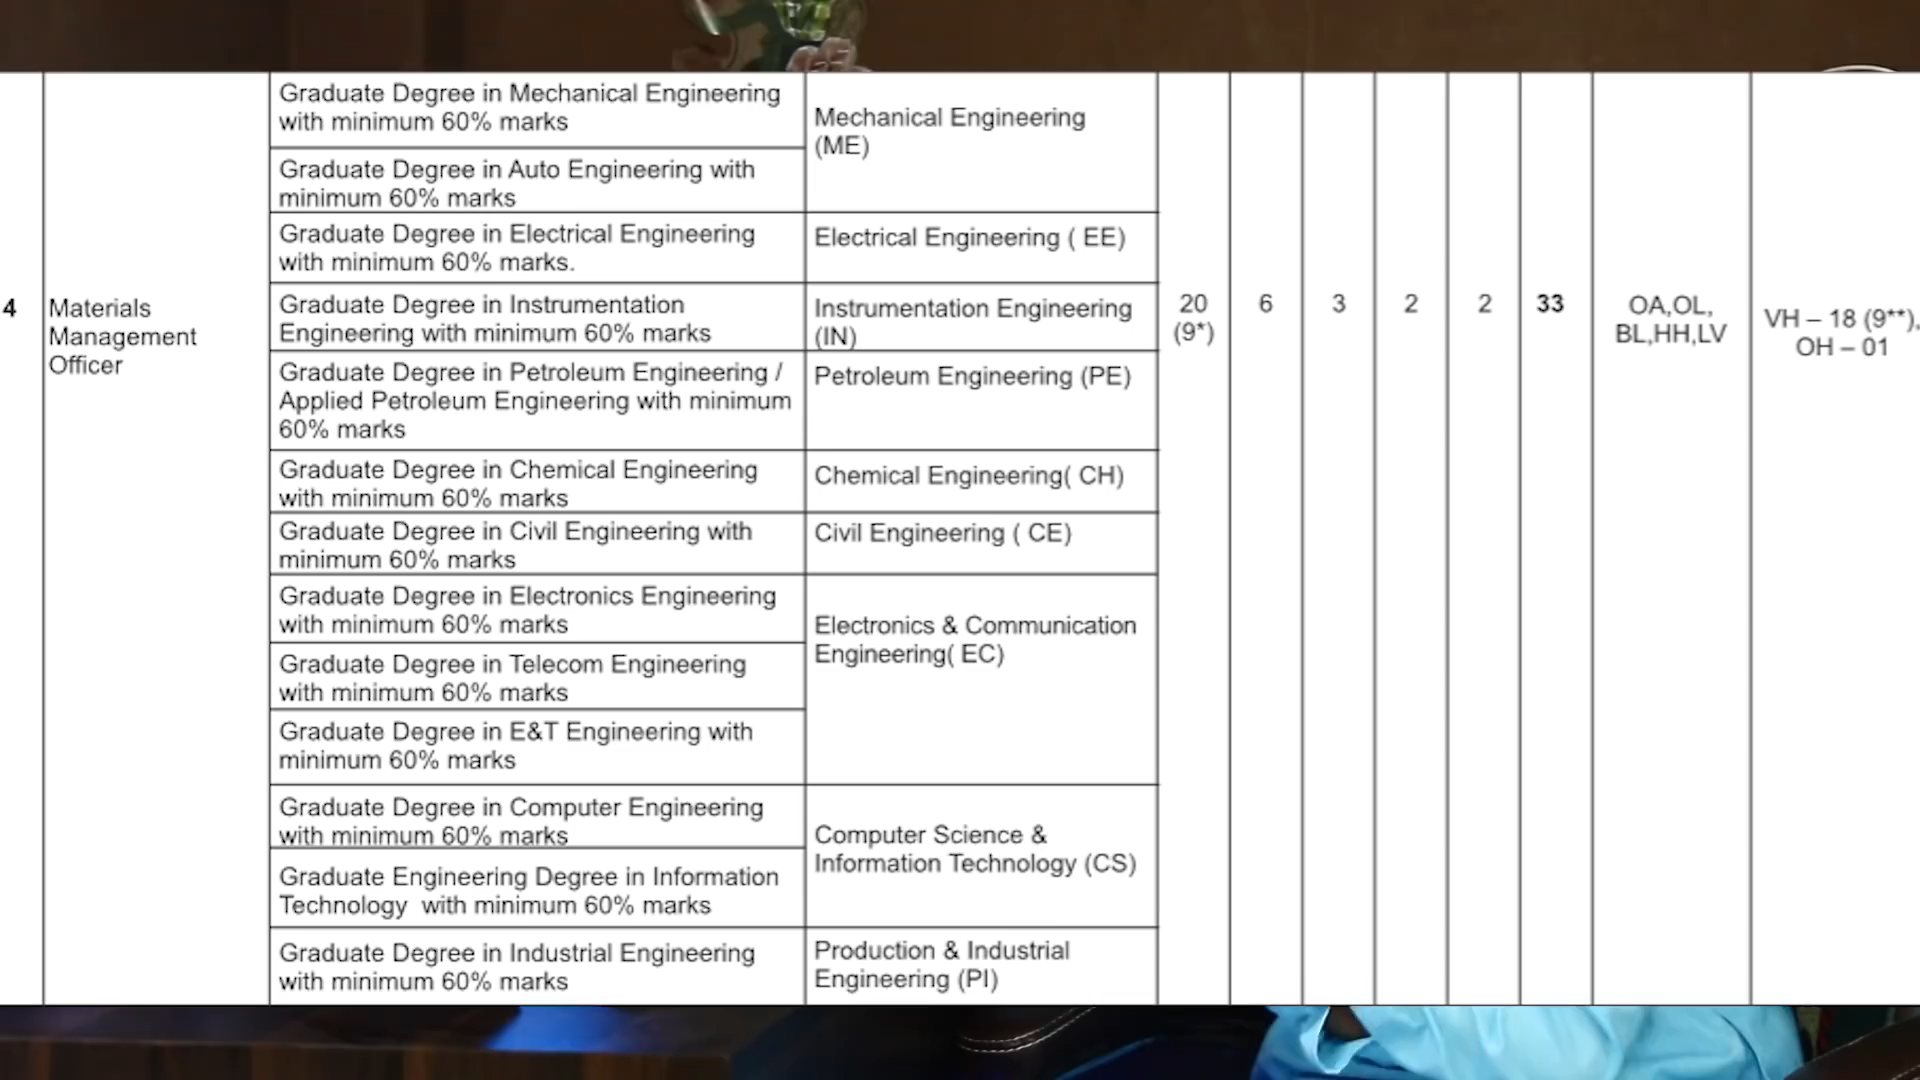 4
Materials
Management
Officer
Graduate Degree in Mechanical Engineering
with minimum 60% marks
Graduate Degree in Auto Engineering with
minimum 60% marks
Mechanical Engineering
(ME)
Graduate Degree in Electrical Engineering
with minimum 60% marks.
Electrical Engineering ( EE)
Graduate Degree in Instrumentation
Engineering with minimum 60% marks
Instrumentation Engineering
(IN)
Graduate Degree in Petroleum Engineering /
Applied Petroleum Engineering with minimum
60% marks
Petroleum Engineering (PE)
Graduate Degree in Chemical Engineering
with minimum 60% marks
Chemical Engineering( CH)
Graduate Degree in Civil Engineering with
minimum 60% marks
Civil Engineering ( CE)
Graduate Degree in Electronics Engineering
with minimum 60% marks
Graduate Degree in Telecom Engineering
with minimum 60% marks
Graduate Degree in E&T Engineering with
minimum 60% marks
Electronics & Communication
Engineering( EC)
Graduate Degree in Computer Engineering
with minimum 60% marks
Graduate Engineering Degree in Information
Technology  with minimum 60% marks
Computer Science &
Information Technology (CS)
Graduate Degree in Industrial Engineering
with minimum 60% marks
Production & Industrial
Engineering (PI)
20
(9*)
6
3
2
2
33
OA,OL,
BL,HH,LV
VH – 18 (9**),
OH – 01